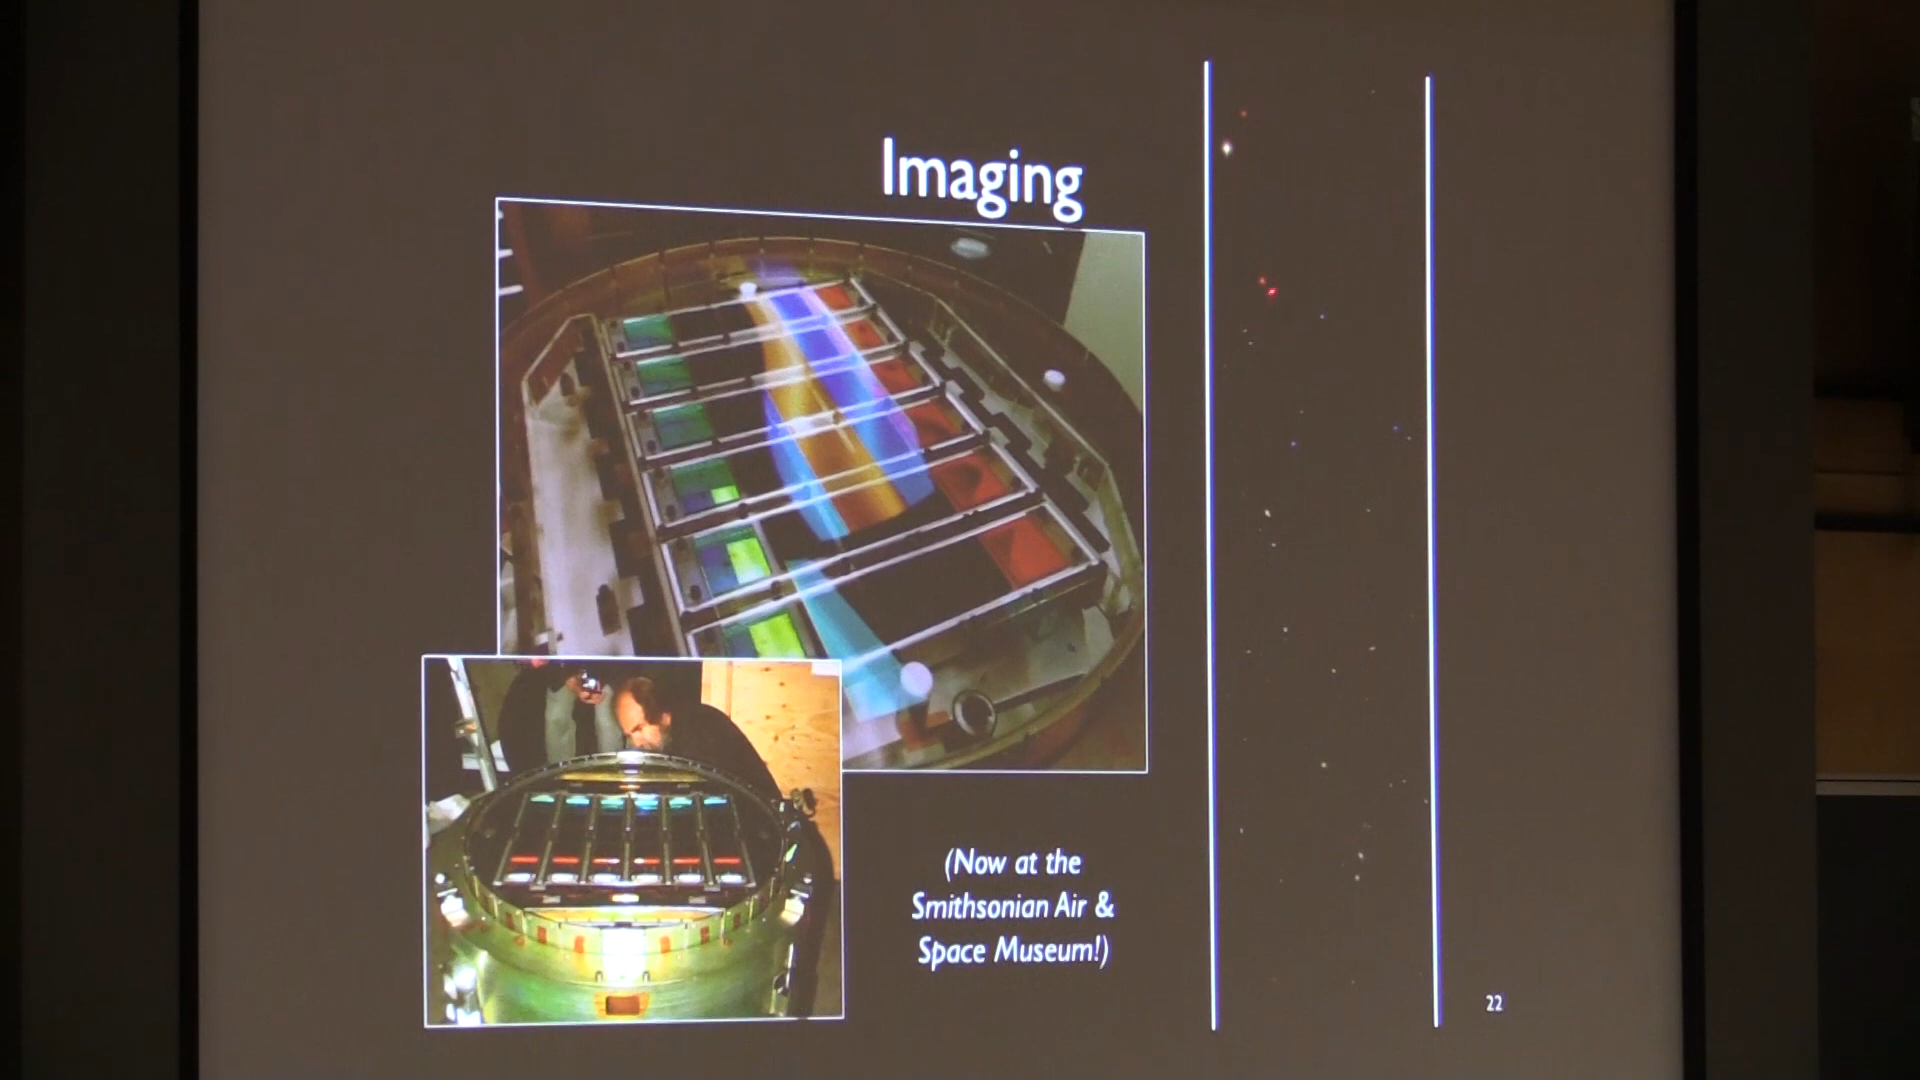 Imaging
(Now at the
Smithsonian Air &
Space Museum!)
22